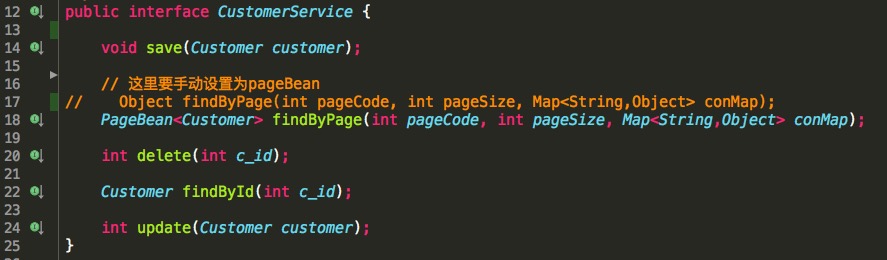 12 public interface CustomerService {
13
14 void save(Customer customer);
15
16 // 这里要手动设置为pageBean
17 // Object findByPage(int pageCode, int pageSize, Map<String,Object> conMap);
18 PageBean<Customer> findByPage(int pageCode, int pageSize, Map<String,Object> conMap);
19
20 int delete(int c_id);
21
22 Customer findById(int c_id);
23
24 int update(Customer customer);
25 }